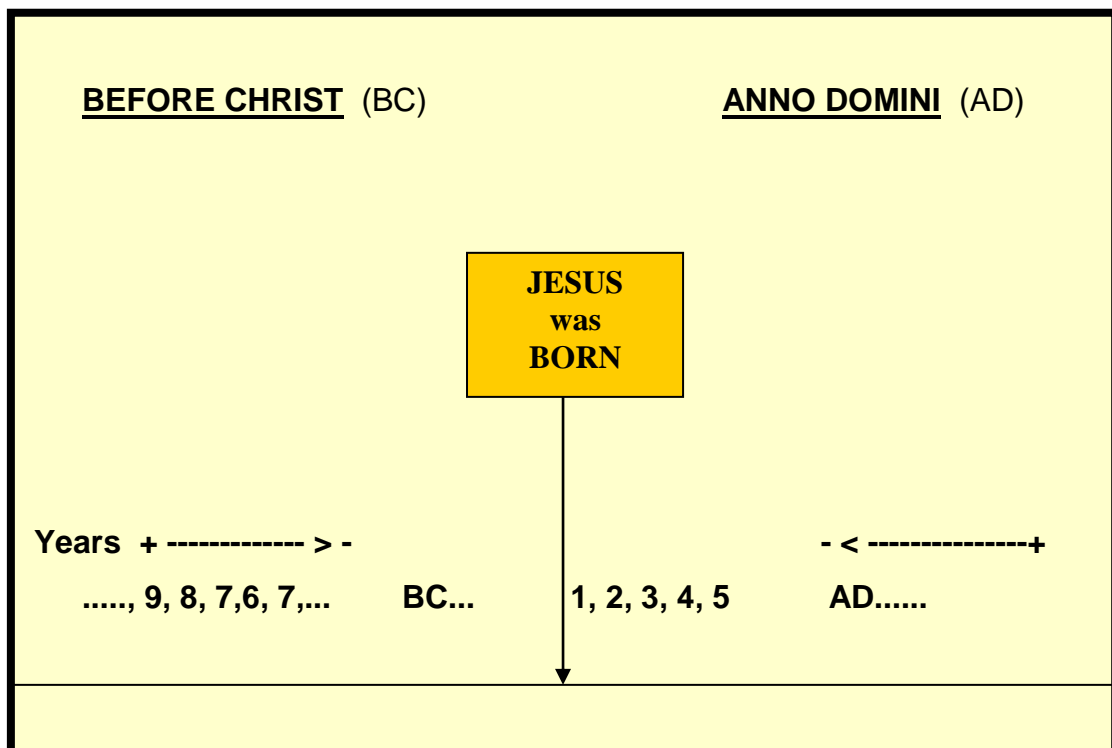 BEFORE CHRIST (BC) ANNO DOMINI (AD)
JESUS
was
BORN
Years + ------------- > - - < ---------------+
....., 9, 8, 7,6, 7,... BC... 1, 2, 3, 4, 5 AD......